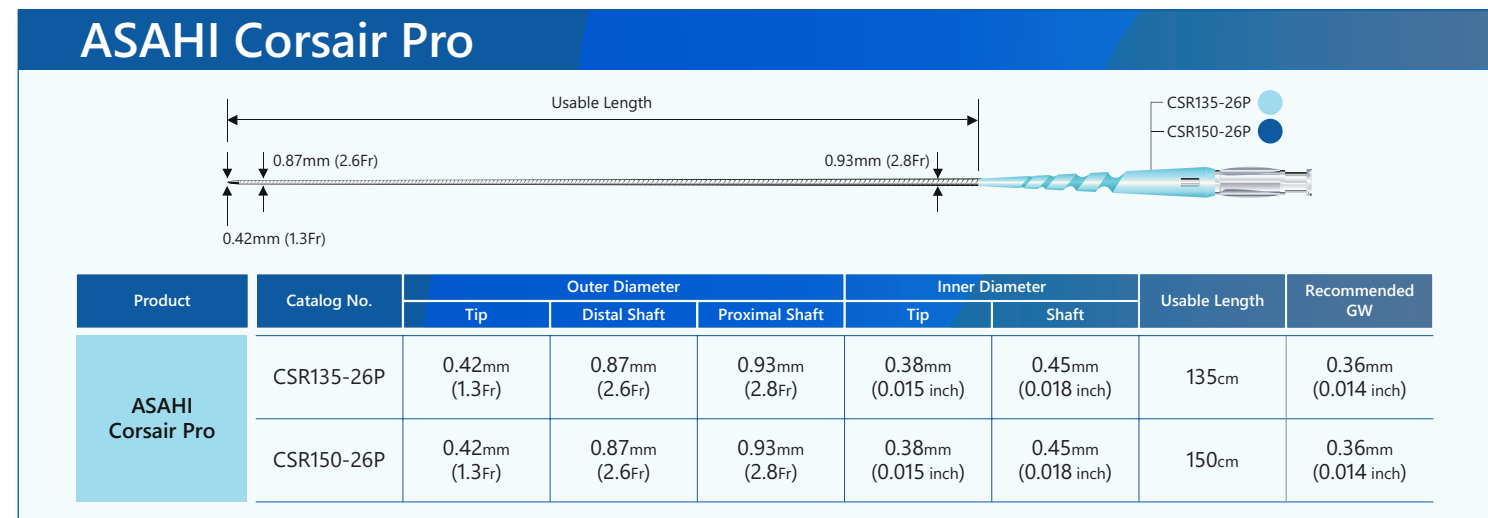 ASAHI Corsair Pro
Usable Length
CSR135-26P
CSR150-26P
0.87mm (2.6Fr)
0.93mm (2.8Fr)
0.42mm (1.3Fr)
Product
Catalog No.
Outer Diameter
Inner Diameter
Usable Length
Recommended
GW
Tip
Distal Shaft
Proximal Shaft
Tip
Shaft
ASAHI
Corsair Pro
CSR135-26P
0.42mm
(1.3Fr)
0.87mm
(2.6Fr)
0.93mm
(2.8Fr)
0.38mm
(0.015 inch)
0.45mm
(0.018 inch)
135cm
0.36mm
(0.014 inch)
CSR150-26P
0.42mm
(1.3Fr)
0.87mm
(2.6Fr)
0.93mm
(2.8Fr)
0.38mm
(0.015 inch)
0.45mm
(0.018 inch)
150cm
0.36mm
(0.014 inch)